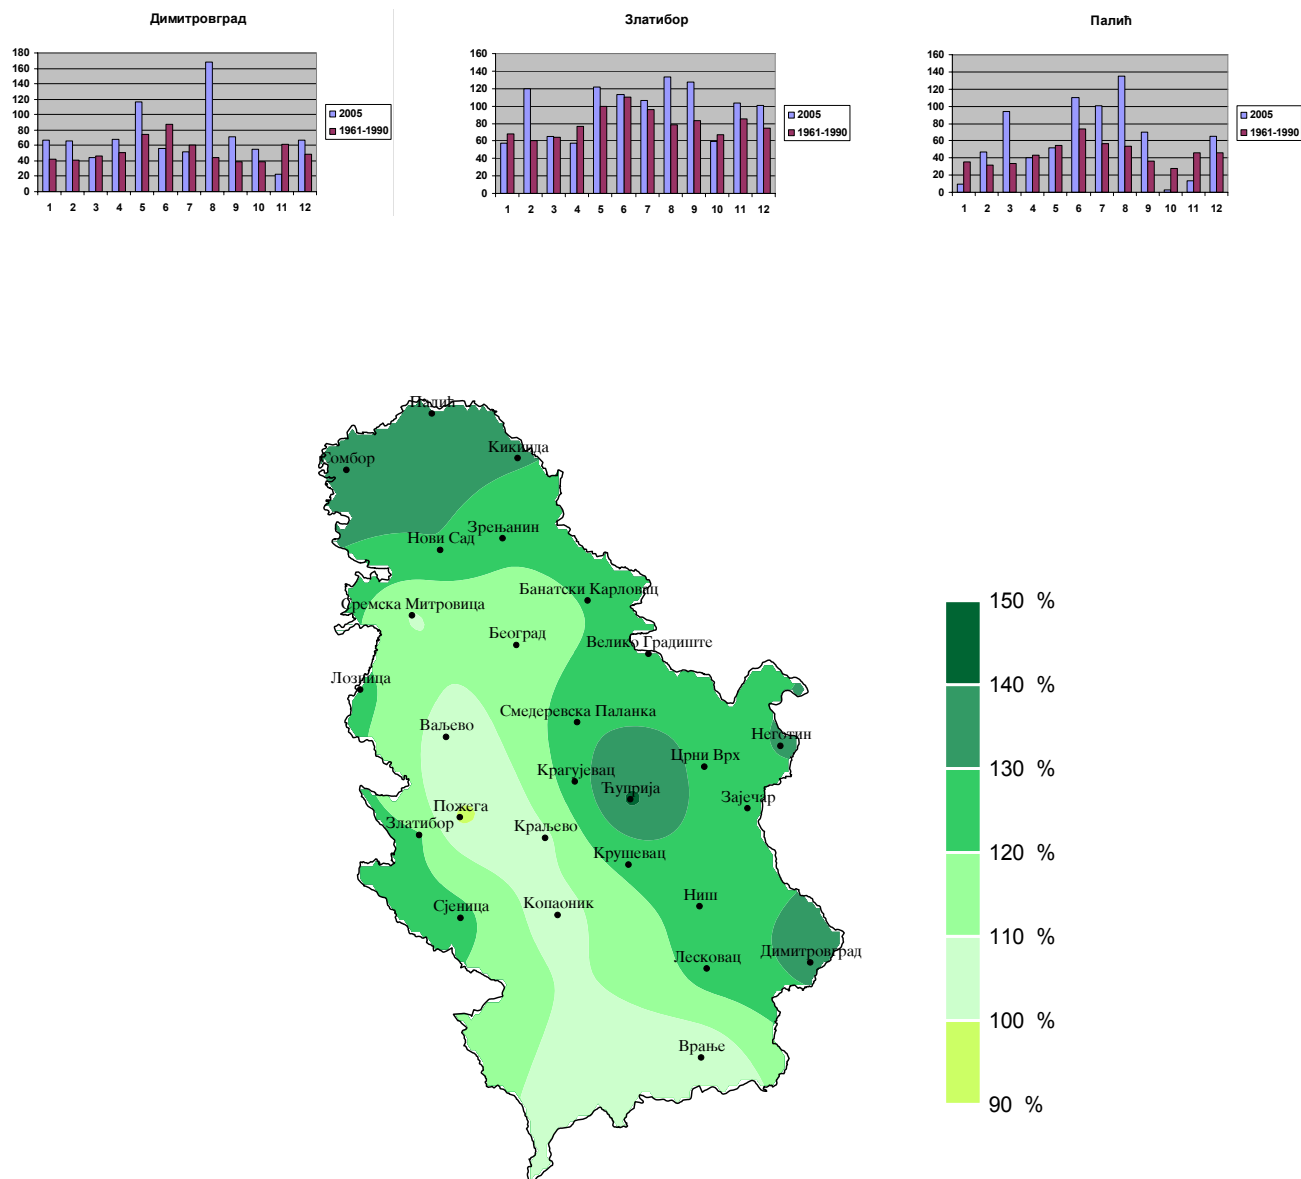 Димитровград
180
160
140
120
100
80
60
40
20
0
1 2 3 4 5 6 7 8 9 10 11 12
2005
1961-1990
Златибор
160
140
120
100
80
60
40
20
0
1 2 3 4 5 6 7 8 9 10 11 12
2005
1961-1990
Палић
160
140
120
100
80
60
40
20
0
1 2 3 4 5 6 7 8 9 10 11 12
2005
1961-1990
Палић
Кикинда
Сомбор
Зрењанин
Нови Сад
Банатски Карловац
Сремска Митровица
Београд
Велико Градиште
Лозница
Смедеревска Паланка
Ваљево
Неготин
Црни Врх
Крагујевац
Ћуприја
Зајечар
Пожега
Златибор
Краљево
Крушевац
Ниш
Сјеница
Копаоник
Лесковац
Димитровград
Врање
150 %
140 %
130 %
120 %
110 %
100 %
90 %